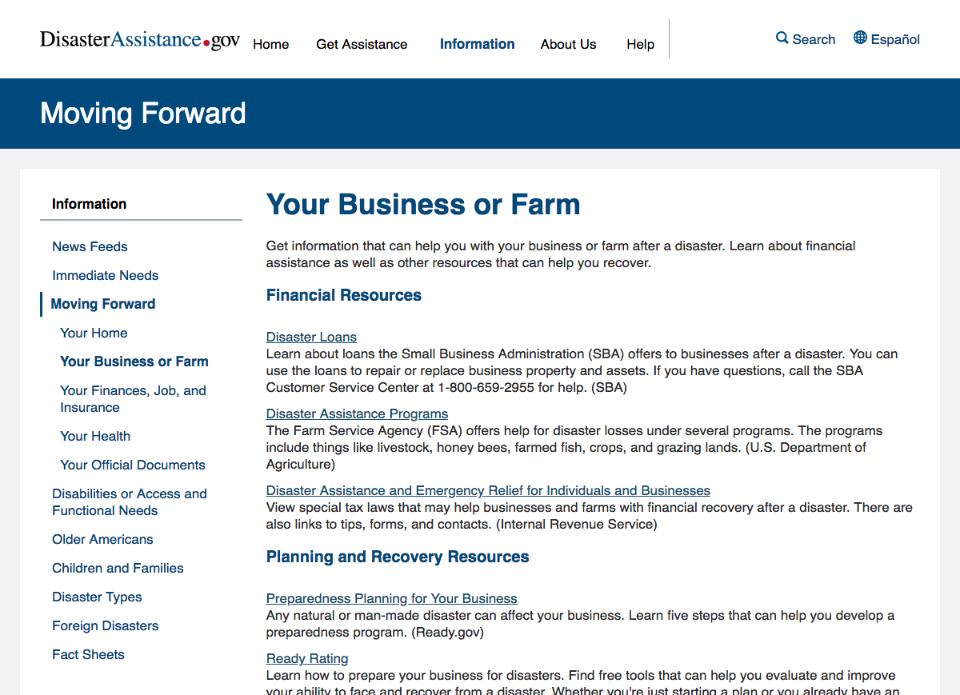 DisasterAssistance.gov Home Get Assistance Information About Us Help Search Español
Moving Forward
Information
News Feeds
Immediate Needs
Moving Forward
Your Home
Your Business or Farm
Your Finances, Job, and
Insurance
Your Health
Your Official Documents
Disabilities or Access and
Functional Needs
Older Americans
Children and Families
Disaster Types
Foreign Disasters
Fact Sheets
Your Business or Farm
Get information that can help you with your business or farm after a disaster. Learn about financial
assistance as well as other resources that can help you recover.
Financial Resources
Disaster Loans
Learn about loans the Small Business Administration (SBA) offers to businesses after a disaster. You can
use the loans to repair or replace business property and assets. If you have questions, call the SBA
Customer Service Center at 1-800-659-2955 for help. (SBA)
Disaster Assistance Programs
The Farm Service Agency (FSA) offers help for disaster losses under several programs. The programs
include things like livestock, honey bees, farmed fish, crops, and grazing lands. (U.S. Department of
Agriculture)
Disaster Assistance and Emergency Relief for Individuals and Businesses
View special tax laws that may help businesses and farms with financial recovery after a disaster. There are
also links to tips, forms, and contacts. (Internal Revenue Service)
Planning and Recovery Resources
Preparedness Planning for Your Business
Any natural or man-made disaster can affect your business. Learn five steps that can help you develop a
preparedness program. (Ready.gov)
Ready Rating
Learn how to prepare your business for disasters. Find free tools that can help you evaluate and improve
your ability to face and recover from a disaster. Whether you're just starting a plan or you already have an